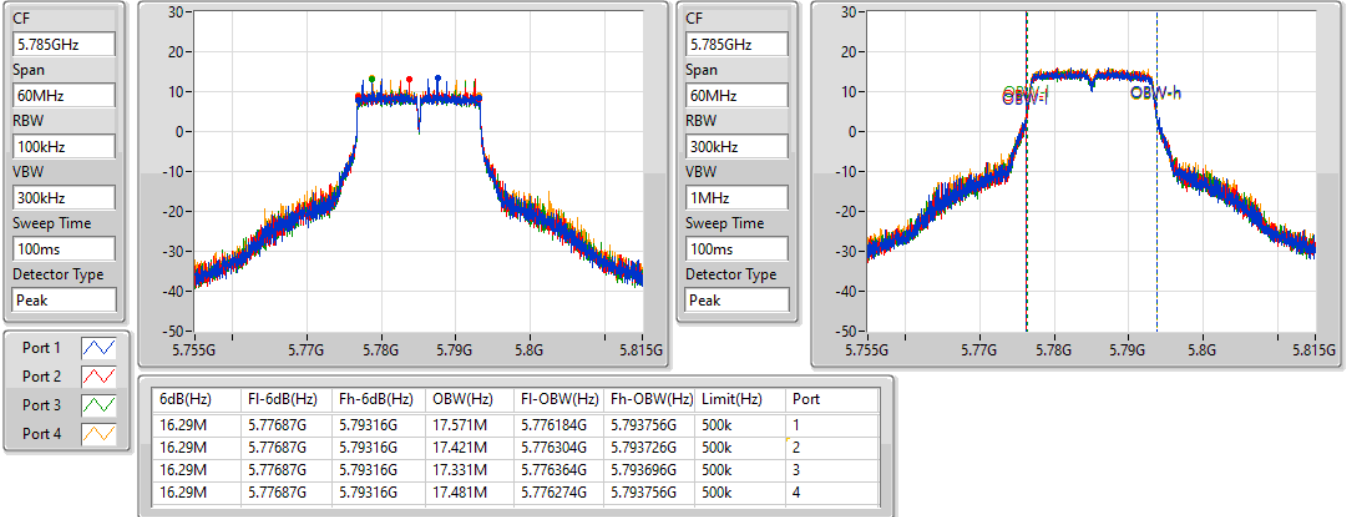 CF
5.785GHz
Span
60MHz
RBW
100kHz
VBW
300kHz
Sweep Time
100ms
Detector Type
Peak
30
20
10
0
-10
-20
-30
-40
-50
5.755G 5.77G 5.78G 5.79G 5.8G 5.815G
CF
5.785GHz
Span
60MHz
RBW
300kHz
VBW
1MHz
Sweep Time
100ms
Detector Type
Peak
30
20
10
0
-10
-20
-30
-40
-50
OBW-l OBW-h
5.755G 5.77G 5.78G 5.79G 5.8G 5.815G
Port 1
Port 2
Port 3
Port 4
6dB(Hz) Fl-6dB(Hz) Fh-6dB(Hz) OBW(Hz) Fl-OBW(Hz) Fh-OBW(Hz) Limit(Hz) Port
16.29M 5.77687G 5.79316G 17.571M 5.776184G 5.793756G 500k 1
16.29M 5.77687G 5.79316G 17.421M 5.776304G 5.793726G 500k 2
16.29M 5.77687G 5.79316G 17.331M 5.776364G 5.793696G 500k 3
16.29M 5.77687G 5.79316G 17.481M 5.776274G 5.793756G 500k 4